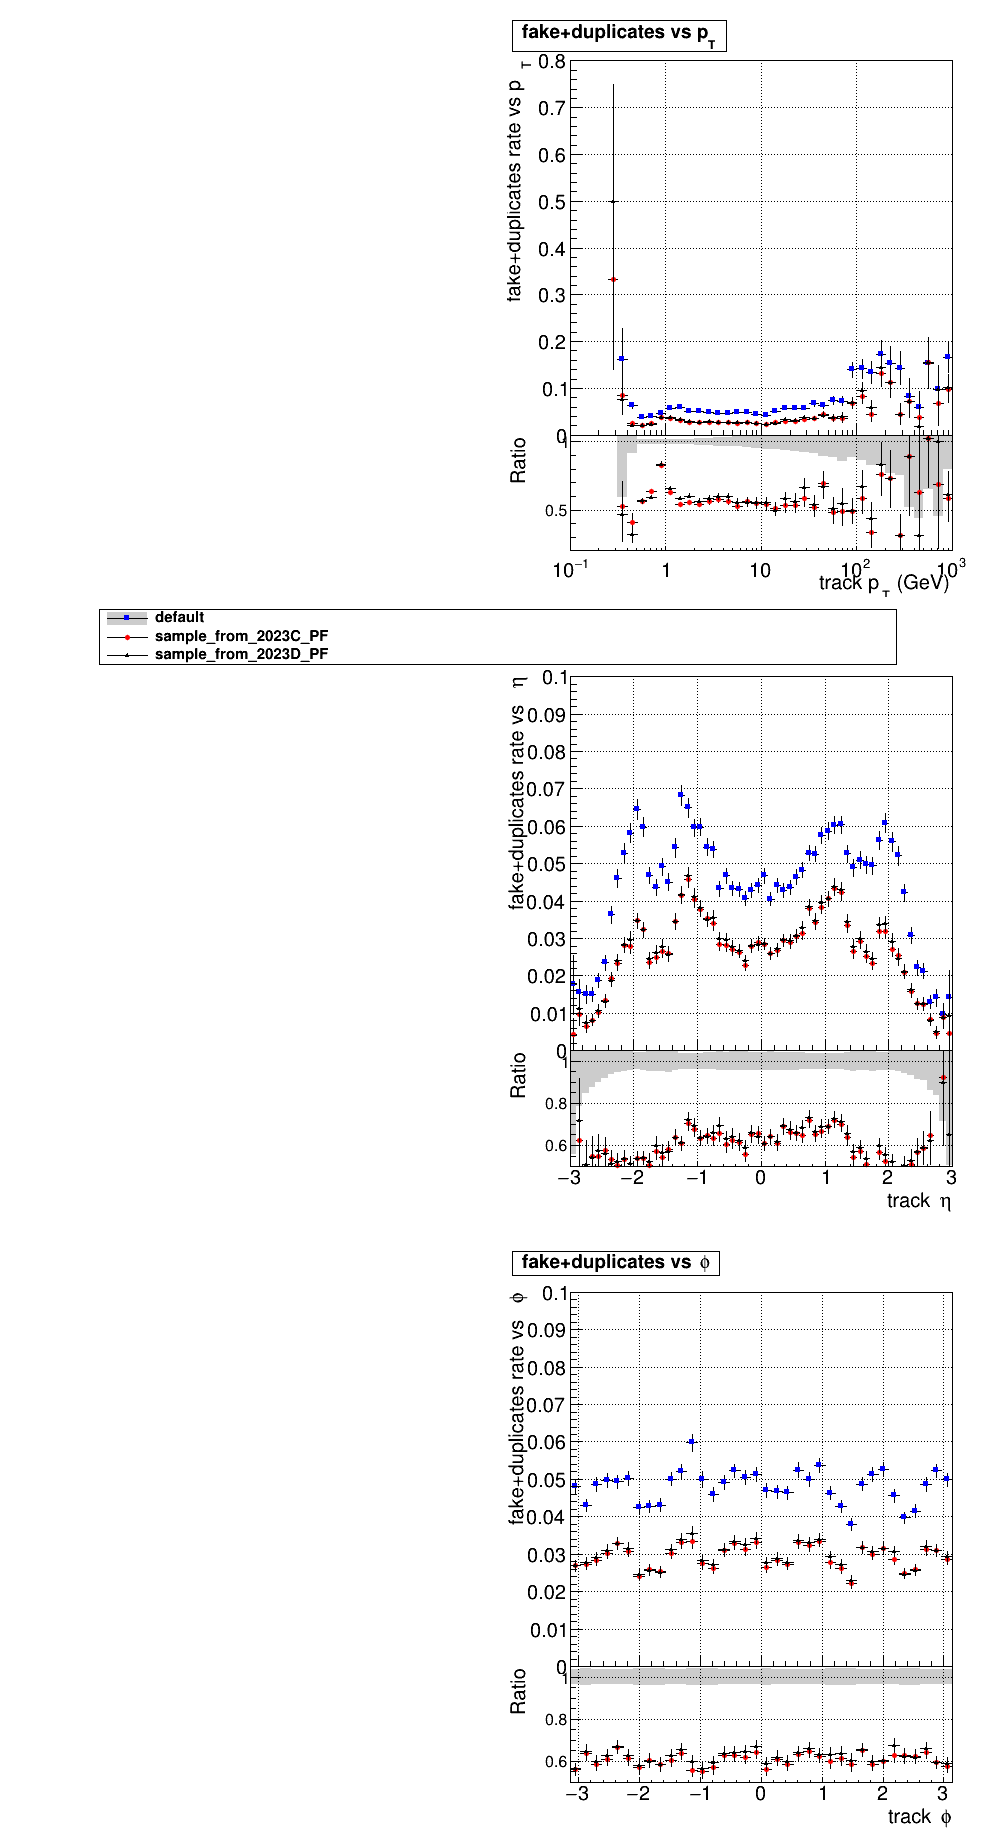 fake+duplicates vs p_T
fake+duplicates rate vs p_T
0.8
0.7
0.6
0.5
0.4
0.3
0.2
0.1
0
Ratio
1
0.5
10^−1 1 10 10^2 10^3
track p_T (GeV)
default
sample_from_2023C_PF
sample_from_2023D_PF
fake+duplicates rate vs η
0.1
0.09
0.08
0.07
0.06
0.05
0.04
0.03
0.02
0.01
0
Ratio
1
0.8
0.6
−3 −2 −1 0 1 2 3
track η
fake+duplicates vs ϕ
fake+duplicates rate vs ϕ
0.1
0.09
0.08
0.07
0.06
0.05
0.04
0.03
0.02
0.01
0
Ratio
1
0.8
0.6
−3 −2 −1 0 1 2 3
track ϕ